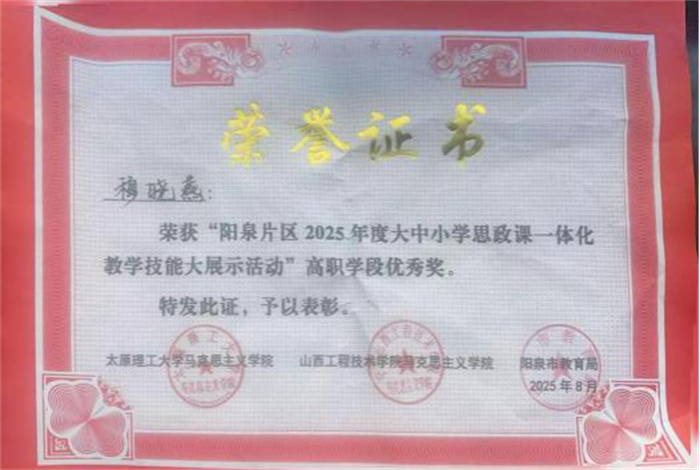 荣誉证书
穆晓燕：
荣获“阳泉片区2025年度大中小学思政课一体化
教学技能大展示活动”高职学段优秀奖。
特发此证，予以表彰。
太原理工大学马克思主义学院 山西工程技术学院马克思主义学院 阳泉市教育局
2025年8月